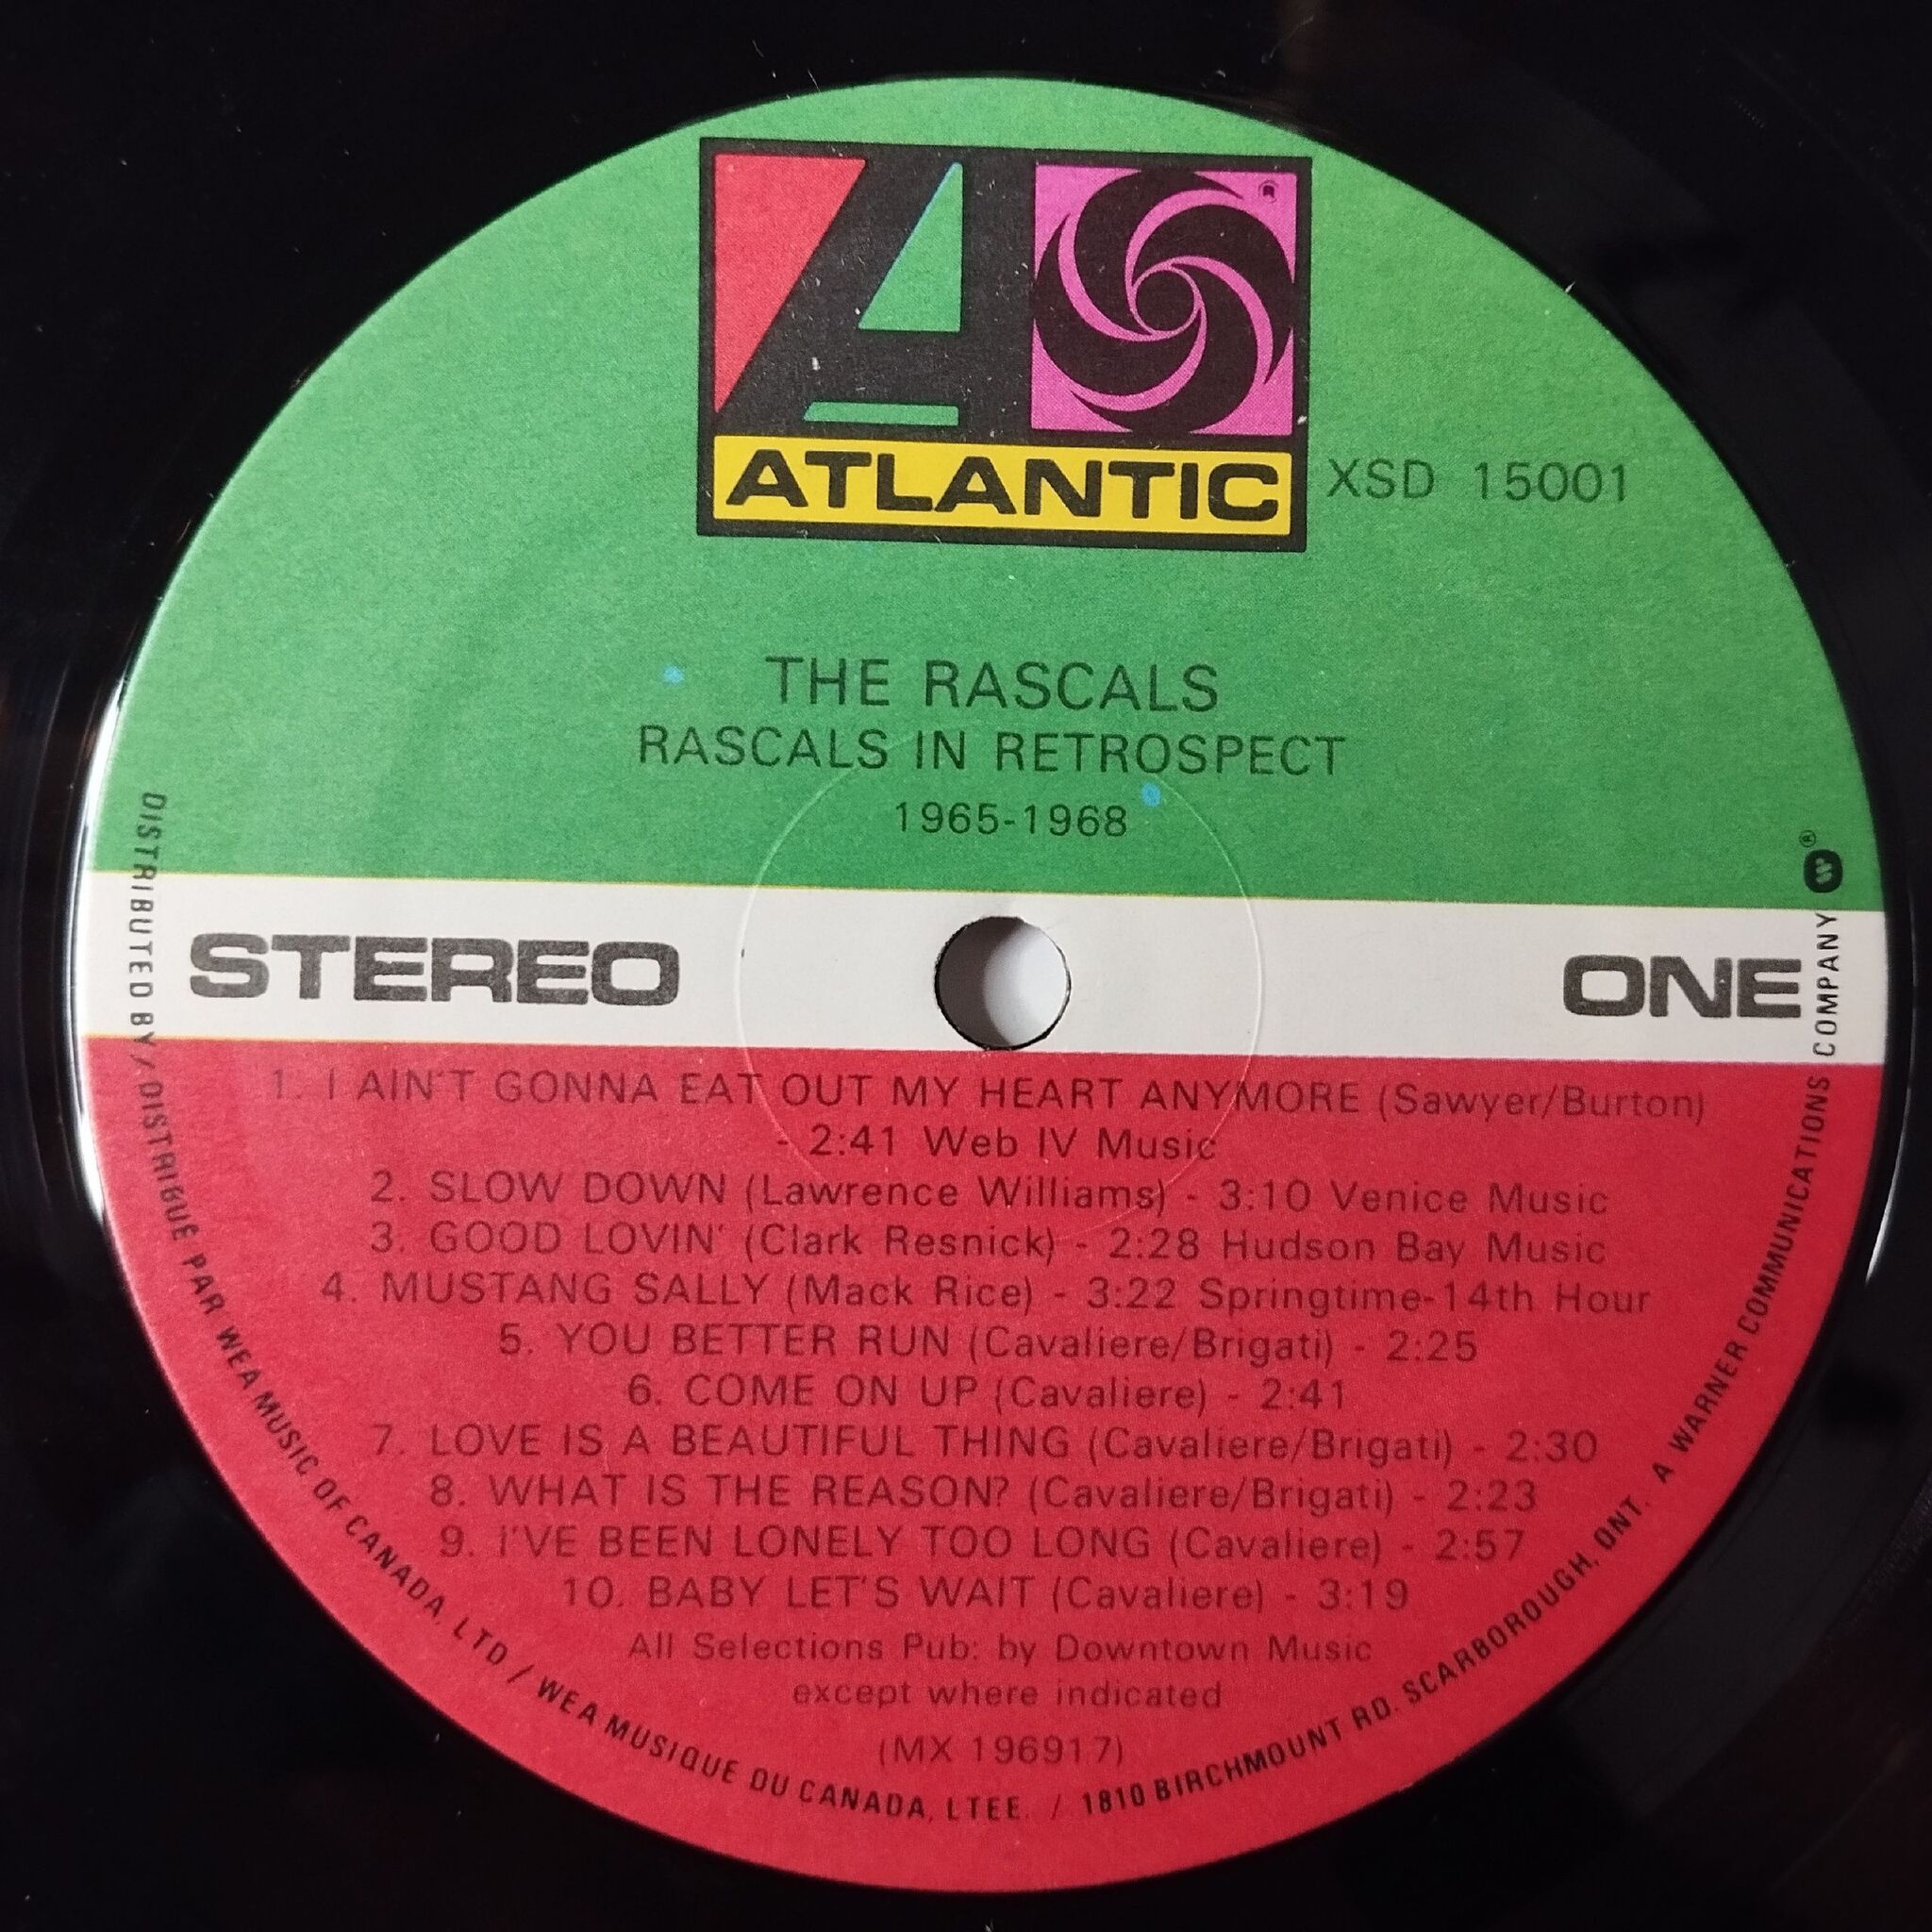 ATLANTIC
XSD 15001
THE RASCALS
RASCALS IN RETROSPECT
1965-1968
STEREO
ONE
1. I AIN'T GONNA EAT OUT MY HEART ANYMORE (Sawyer/Burton)
- 2:41 Web IV Music
2. SLOW DOWN (Lawrence Williams) - 3:10 Venice Music
3. GOOD LOVIN' (Clark Resnick) - 2:28 Hudson Bay Music
4. MUSTANG SALLY (Mack Rice) - 3:22 Springtime-14th Hour
5. YOU BETTER RUN (Cavaliere/Brigati) - 2:25
6. COME ON UP (Cavaliere) - 2:41
7. LOVE IS A BEAUTIFUL THING (Cavaliere/Brigati) - 2:30
8. WHAT IS THE REASON? (Cavaliere/Brigati) - 2:23
9. I'VE BEEN LONELY TOO LONG (Cavaliere) - 2:57
10. BABY LET'S WAIT (Cavaliere) - 3:19
All Selections Pub: by Downtown Music
except where indicated
(MX 196917)
DISTRIBUTED BY / DISTRIBUÉ PAR WEA MUSIC OF CANADA, LTD / WEA MUSIQUE DU CANADA, LTEE. / 1810 BIRCHMOUNT RD. SCARBOROUGH, ONT. A WARNER COMMUNICATIONS COMPANY W®